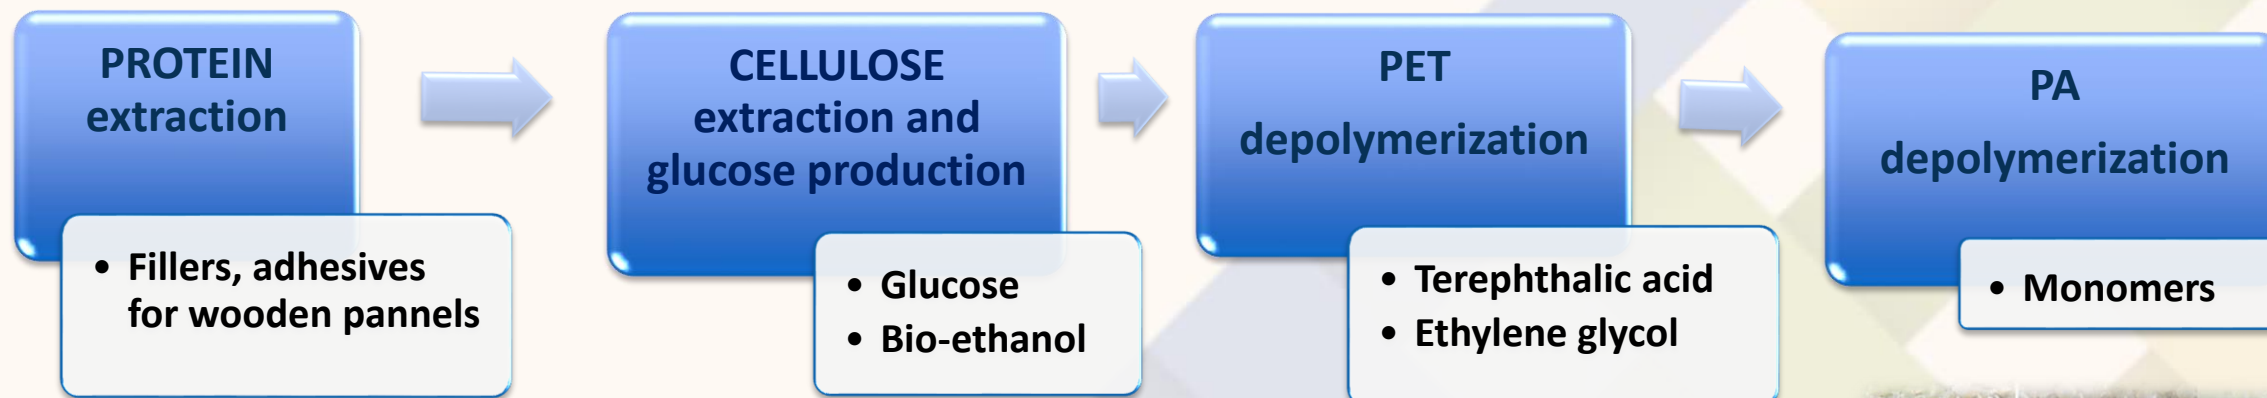 PROTEIN
extraction
• Fillers, adhesives
for wooden pannels
CELLULOSE
extraction and
glucose production
• Glucose
• Bio-ethanol
PET
depolymerization
• Terephthalic acid
• Ethylene glycol
PA
depolymerization
• Monomers